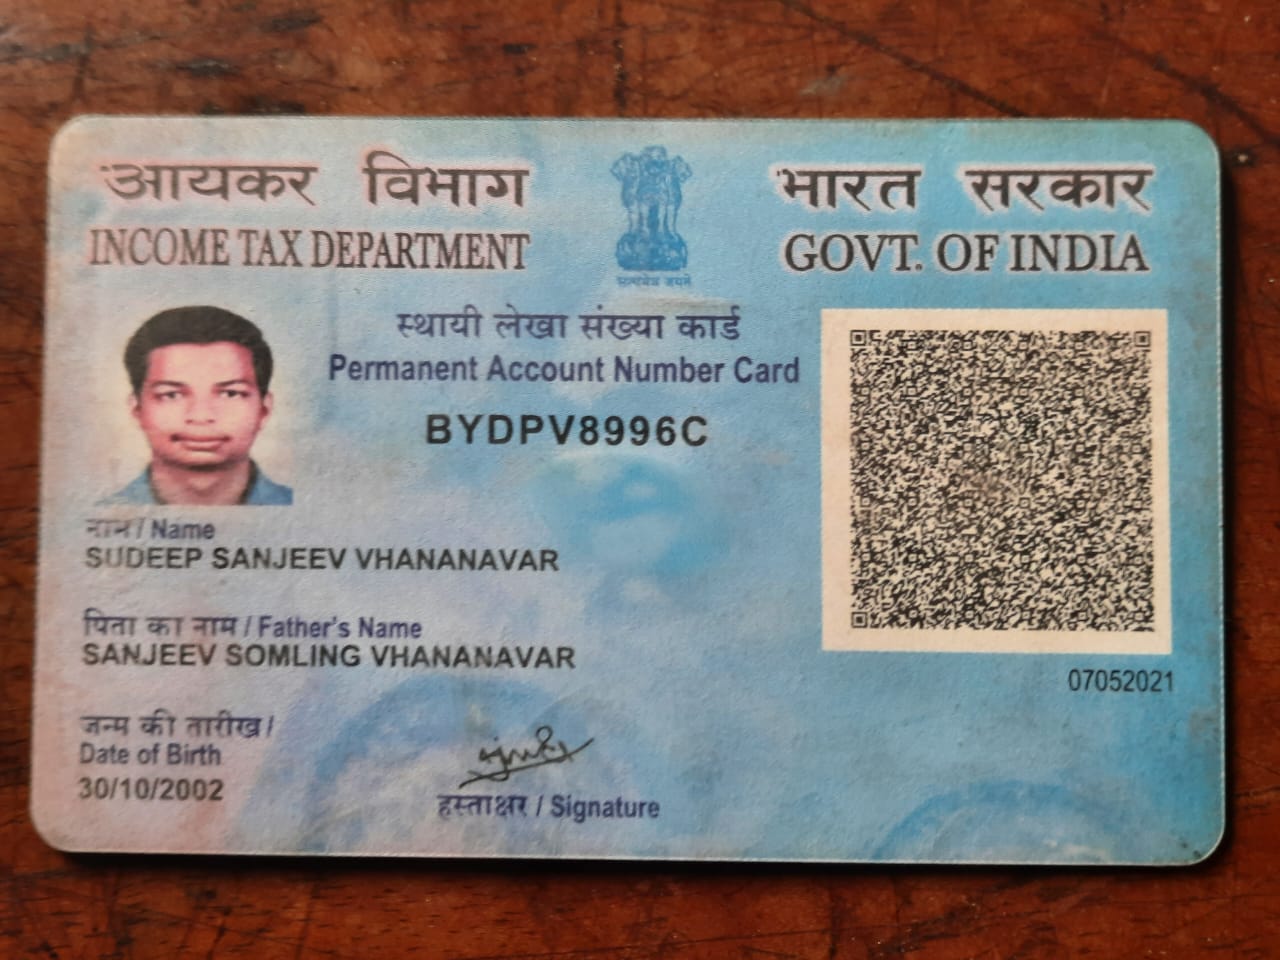 आयकर विभाग
INCOME TAX DEPARTMENT
भारत सरकार
GOVT. OF INDIA
सत्यमेव जयते
स्थायी लेखा संख्या कार्ड
Permanent Account Number Card
BYDPV8996C
नाम / Name
SUDEEP SANJEEV VHANANAVAR
पिता का नाम / Father's Name
SANJEEV SOMLING VHANANAVAR
07052021
जन्म की तारीख /
Date of Birth
30/10/2002
हस्ताक्षर / Signature